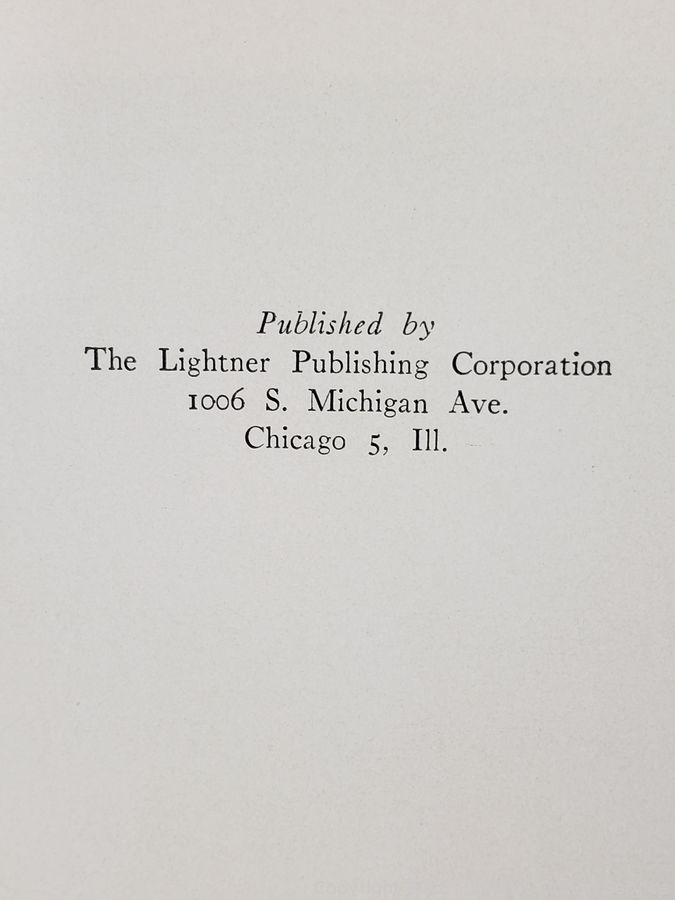 Published by
The Lightner Publishing Corporation
1006 S. Michigan Ave.
Chicago 5, Ill.